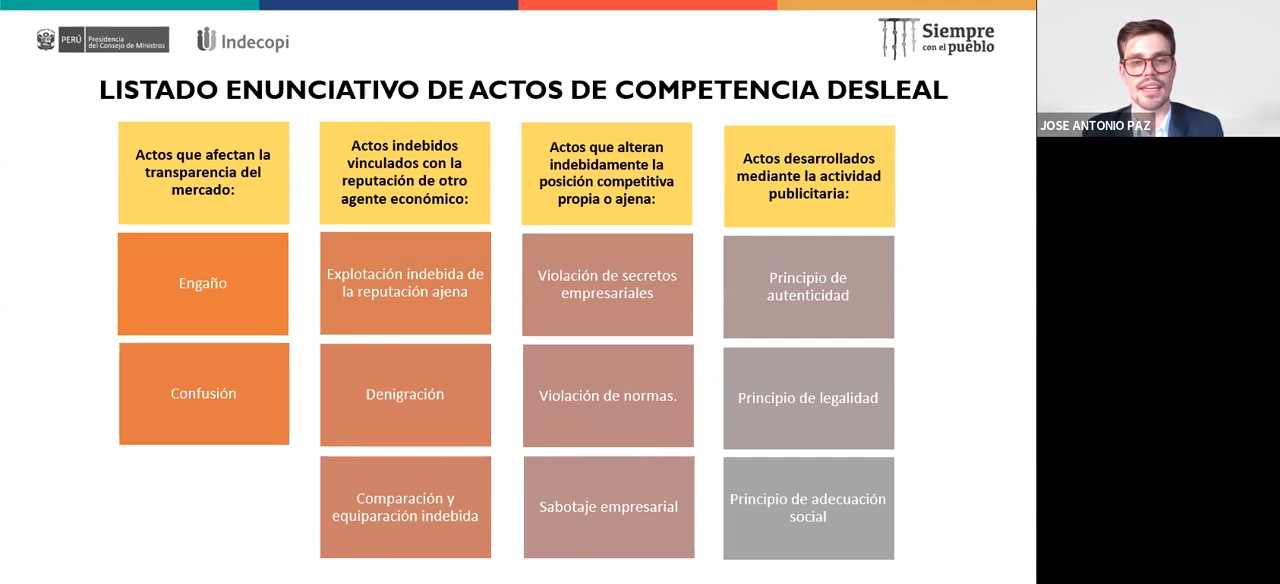 PERÚ
Presidencia
del Consejo de Ministros
Indecopi
Siempre
con el pueblo
LISTADO ENUNCIATIVO DE ACTOS DE COMPETENCIA DESLEAL
Actos que afectan la
transparencia del
mercado:
Engaño
Confusión
Actos indebidos
vinculados con la
reputación de otro
agente económico:
Explotación indebida de
la reputación ajena
Denigración
Comparación y
equiparación indebida
Actos que alteran
indebidamente la
posición competitiva
propia o ajena:
Violación de secretos
empresariales
Violación de normas.
Sabotaje empresarial
Actos desarrollados
mediante la actividad
publicitaria:
Principio de
autenticidad
Principio de legalidad
Principio de adecuación
social
JOSE ANTONIO PAZ